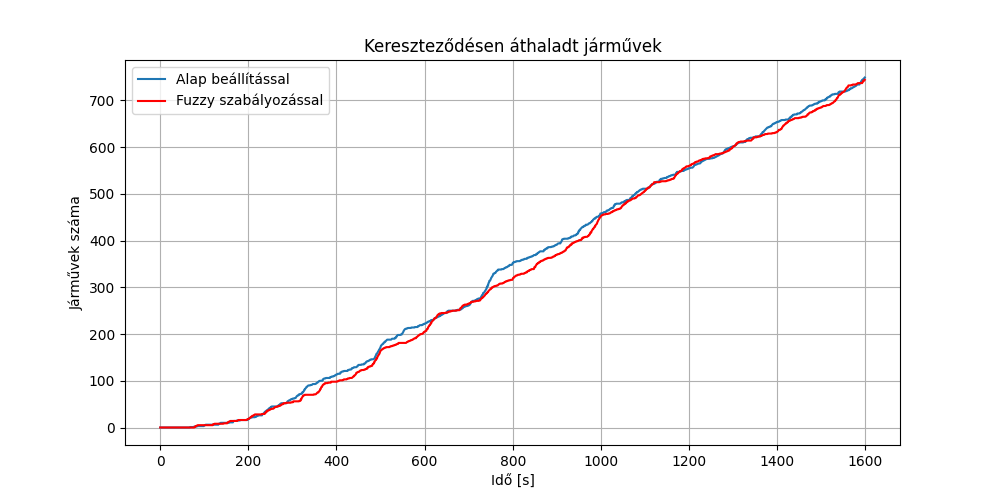 Kereszteződésen áthaladt járművek
Alap beállítással
Fuzzy szabályozással
Járművek száma
700
600
500
400
300
200
100
0
0 200 400 600 800 1000 1200 1400 1600
Idő [s]